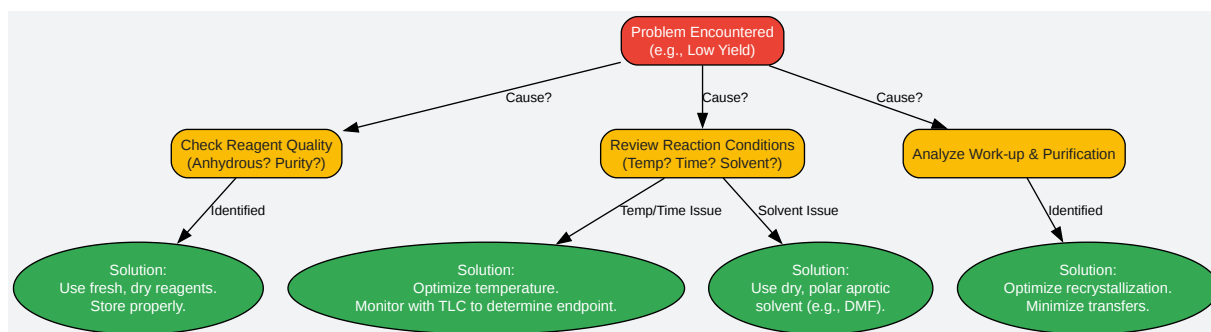 Problem Encountered
(e.g., Low Yield)
Cause?
Cause?
Cause?
Check Reagent Quality
(Anhydrous? Purity?)
Review Reaction Conditions
(Temp? Time? Solvent?)
Analyze Work-up & Purification
Identified
Temp/Time Issue
Solvent Issue
Identified
Solution:
Use fresh, dry reagents.
Store properly.
Solution:
Optimize temperature.
Monitor with TLC to determine endpoint.
Solution:
Use dry, polar aprotic
solvent (e.g., DMF).
Solution:
Optimize recrystallization.
Minimize transfers.